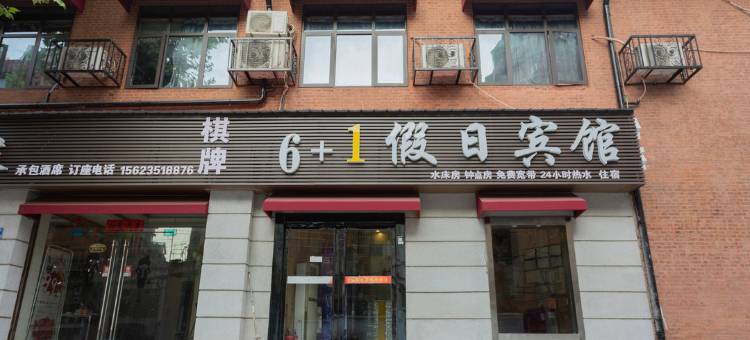 棋牌
6+1假日宾馆
承包酒席 订座电话 15623518876
水床房 钟点房 免费宽带 24小时热水 住宿